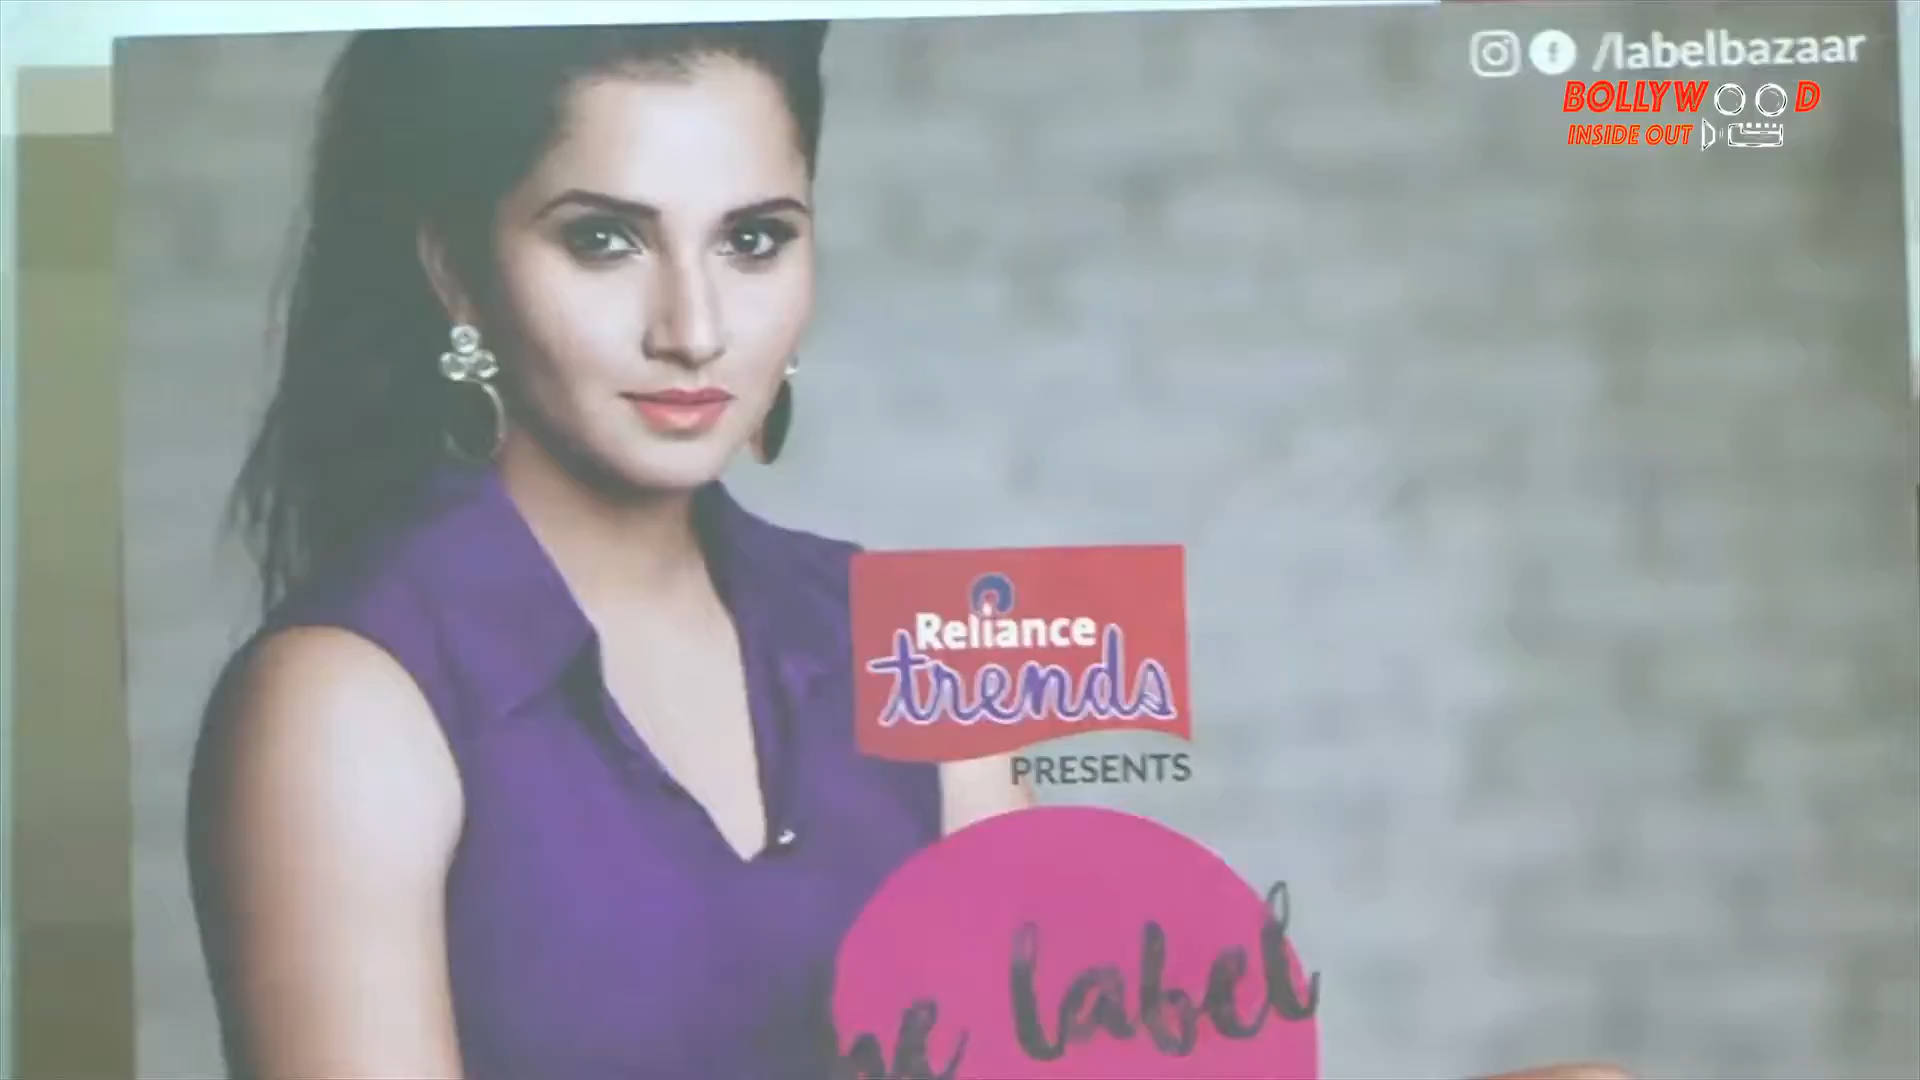 /labelbazaar
BOLLYWOOD
INSIDE OUT
Reliance
trends
PRESENTS
label